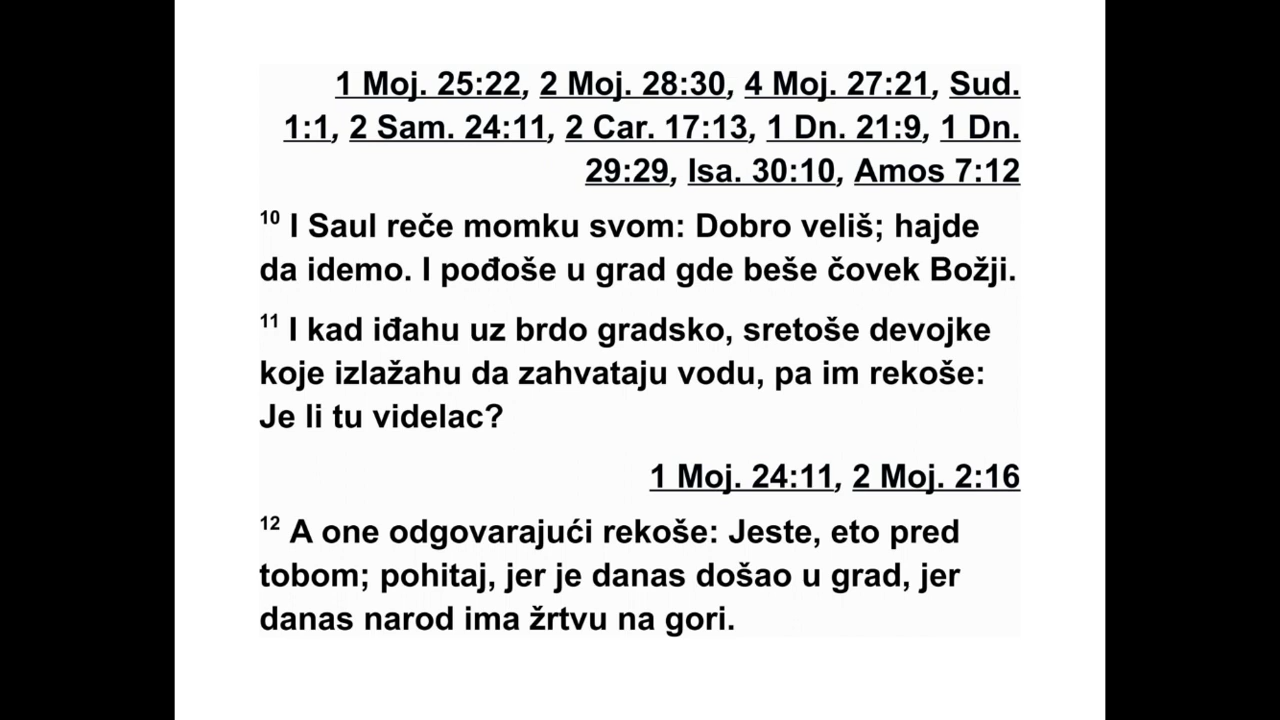 1 Moj. 25:22, 2 Moj. 28:30, 4 Moj. 27:21, Sud.
1:1, 2 Sam. 24:11, 2 Car. 17:13, 1 Dn. 21:9, 1 Dn.
29:29, Isa. 30:10, Amos 7:12
10 I Saul reče momku svom: Dobro veliš; hajde
da idemo. I pođoše u grad gde beše čovek Božji.
11 I kad iđahu uz brdo gradsko, sretoše devojke
koje izlažahu da zahvataju vodu, pa im rekoše:
Je li tu videlac?
1 Moj. 24:11, 2 Moj. 2:16
12 A one odgovarajući rekoše: Jeste, eto pred
tobom; pohitaj, jer je danas došao u grad, jer
danas narod ima žrtvu na gori.